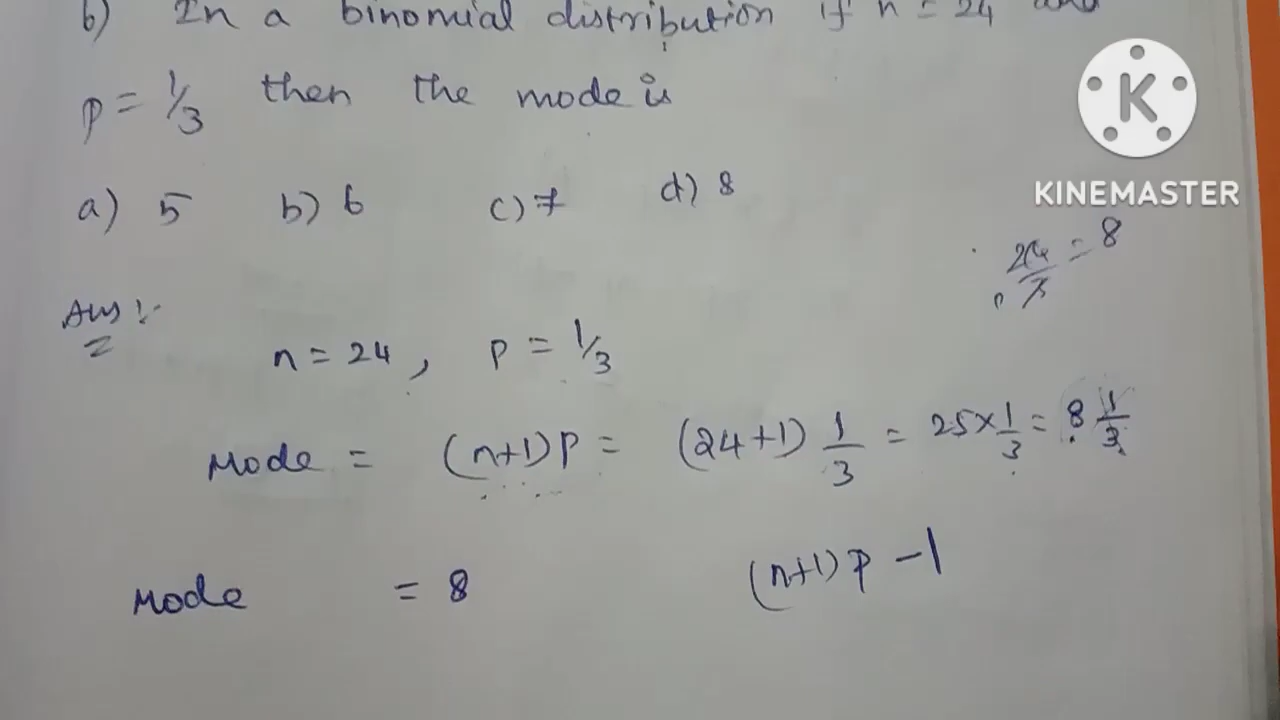 6) In a binomial distribution if n = 24 and
p = 1/3 then the mode is
a) 5 b) 6 c) 7 d) 8
K
KINEMASTER
24/3 = 8
Ans :-
n = 24 , p = 1/3
Mode = (n+1)p = (24+1) 1/3 = 25 × 1/3 = 8 1/3
Mode = 8
(n+1)p - 1